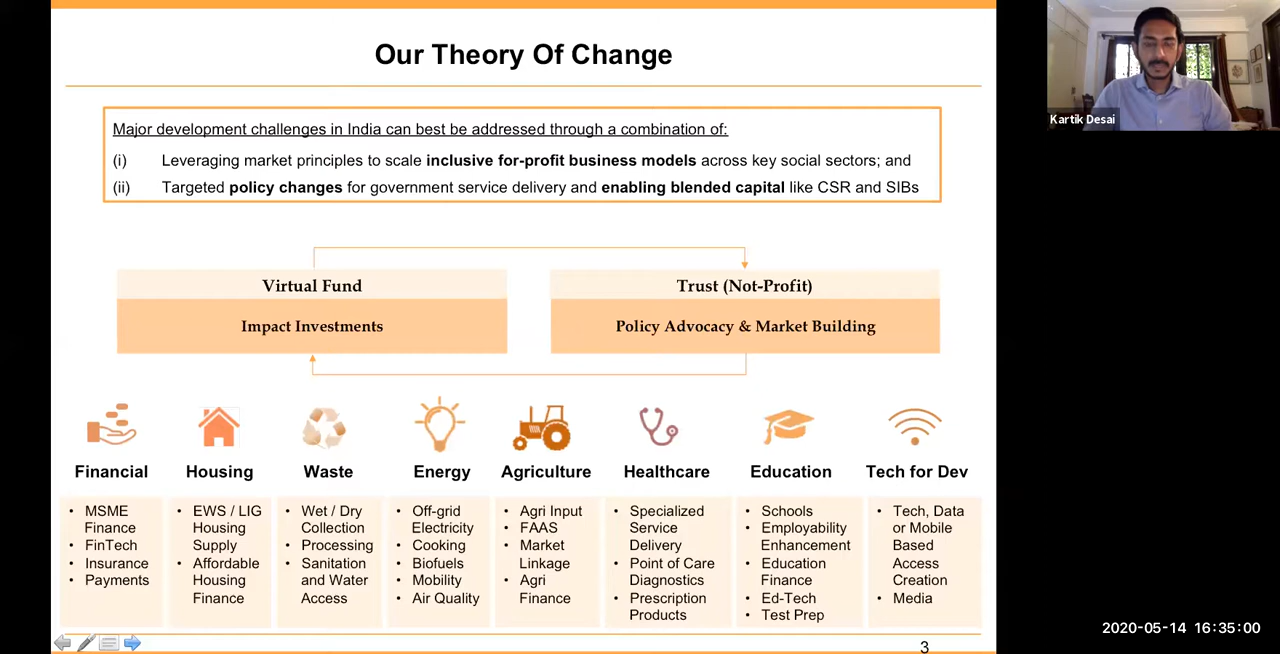 Our Theory Of Change
Major development challenges in India can best be addressed through a combination of:
(i) Leveraging market principles to scale inclusive for-profit business models across key social sectors; and
(ii) Targeted policy changes for government service delivery and enabling blended capital like CSR and SIBs
Virtual Fund
Impact Investments
Trust (Not-Profit)
Policy Advocacy & Market Building
Financial
• MSME
Finance
• FinTech
• Insurance
• Payments
Housing
• EWS / LIG
Housing
Supply
• Affordable
Housing
Finance
Waste
• Wet / Dry
Collection
• Processing
• Sanitation
and Water
Access
Energy
• Off-grid
Electricity
• Cooking
• Biofuels
• Mobility
• Air Quality
Agriculture
• Agri Input
• FAAS
• Market
Linkage
• Agri
Finance
Healthcare
• Specialized
Service
Delivery
• Point of Care
Diagnostics
• Prescription
Products
Education
• Schools
• Employability
Enhancement
• Education
Finance
• Ed-Tech
• Test Prep
Tech for Dev
• Tech, Data
or Mobile
Based
Access
Creation
• Media
3
Kartik Desai
2020-05-14 16:35:00